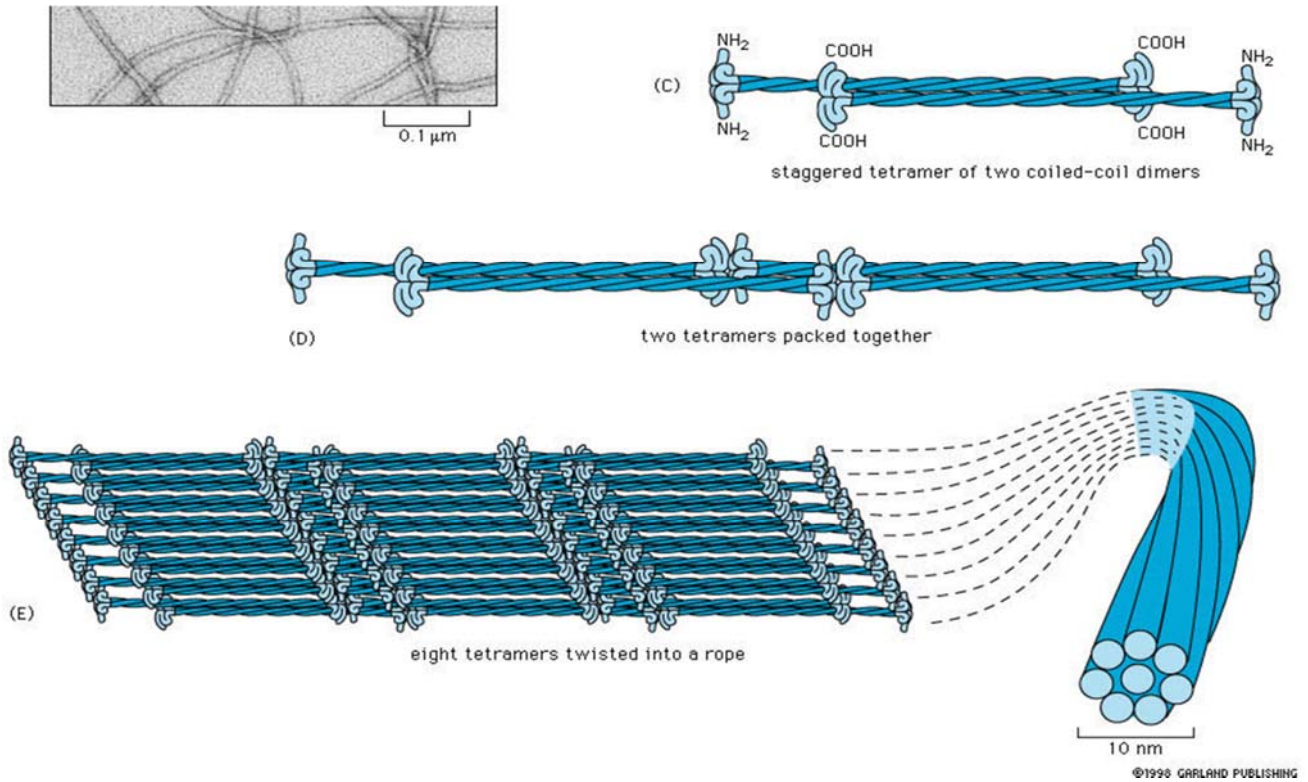 0.1 μm
(C)
NH₂
COOH
COOH
NH₂
NH₂
COOH
COOH
NH₂
staggered tetramer of two coiled-coil dimers
(D)
two tetramers packed together
(E)
eight tetramers twisted into a rope
10 nm
©1998 GARLAND PUBLISHING